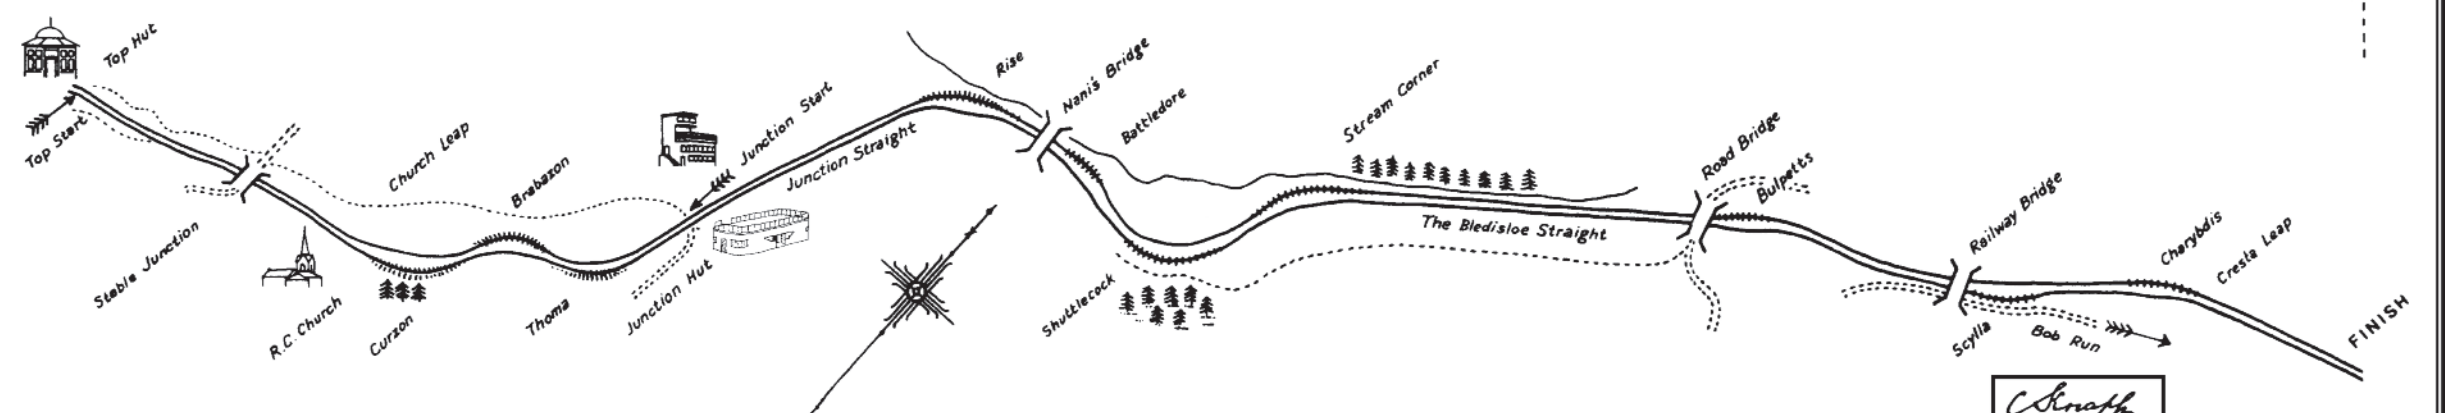 Top Hut
Top Start
Stable Junction
Church Leap
R.C. Church
Curzon
Brabazon
Thoma
Junction Hut
Junction Start
Junction Straight
Rise
Nani's Bridge
Battledore
Shuttlecock
Stream Corner
The Bledisloe Straight
Road Bridge
Bulpetts
Railway Bridge
Scylla
Bob Run
Charybdis
Cresta Leap
FINISH